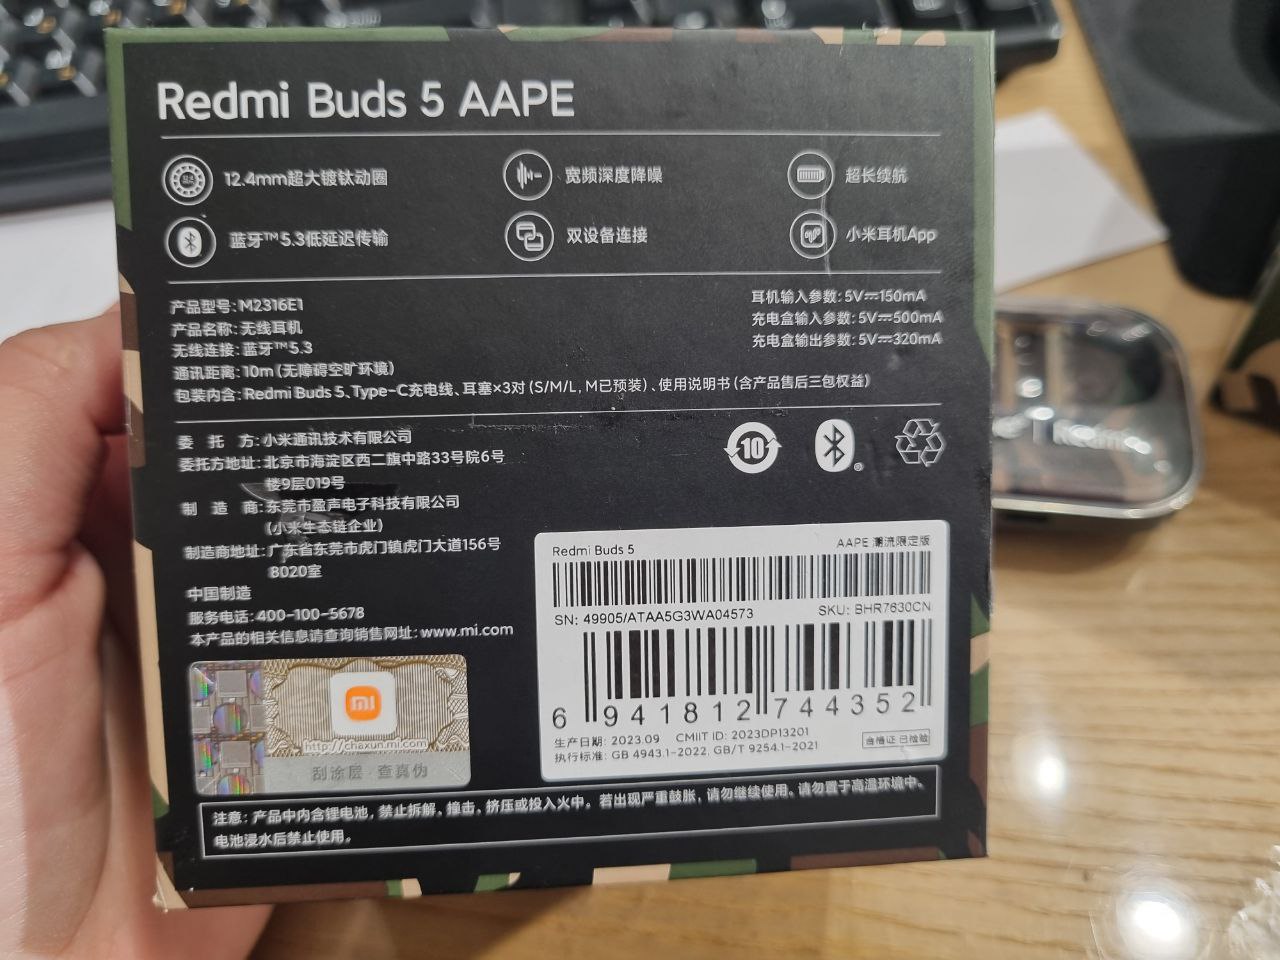 Redmi Buds 5 AAPE
12.4mm超大镀钛动圈
宽频深度降噪
超长续航
蓝牙™5.3低延迟传输
双设备连接
小米耳机App
产品型号: M2316E1
产品名称: 无线耳机
无线连接: 蓝牙™5.3
通讯距离: 10m (无障碍空旷环境)
包装内含: Redmi Buds 5、Type-C充电线、耳塞×3对 (S/M/L, M已预装)、使用说明书 (含产品售后三包权益)
耳机输入参数: 5V⎓150mA
充电盒输入参数: 5V⎓500mA
充电盒输出参数: 5V⎓320mA
委 托 方: 小米通讯技术有限公司
委托方地址: 北京市海淀区西二旗中路33号院6号
楼9层019号
制 造 商: 东莞市盈声电子科技有限公司
(小米生态链企业)
制造商地址: 广东省东莞市虎门镇虎门大道156号
8020室
中国制造
服务电话: 400-100-5678
本产品的相关信息请查询销售网址: www.mi.com
10
Redmi Buds 5
AAPE 潮流限定版
SN: 49905/ATAA5G3WA04573
SKU: BHR7630CN
6 941812 744352
生产日期: 2023.09 CMIIT ID: 2023DP13201
执行标准: GB 4943.1-2022, GB/T 9254.1-2021
合格证 已检验
mi
http://chaxun.mi.com
刮涂层 查真伪
注意: 产品中内含锂电池, 禁止拆解、撞击、挤压或投入火中。若出现严重鼓胀, 请勿继续使用。请勿置于高温环境中。
电池浸水后禁止使用。
Redmi